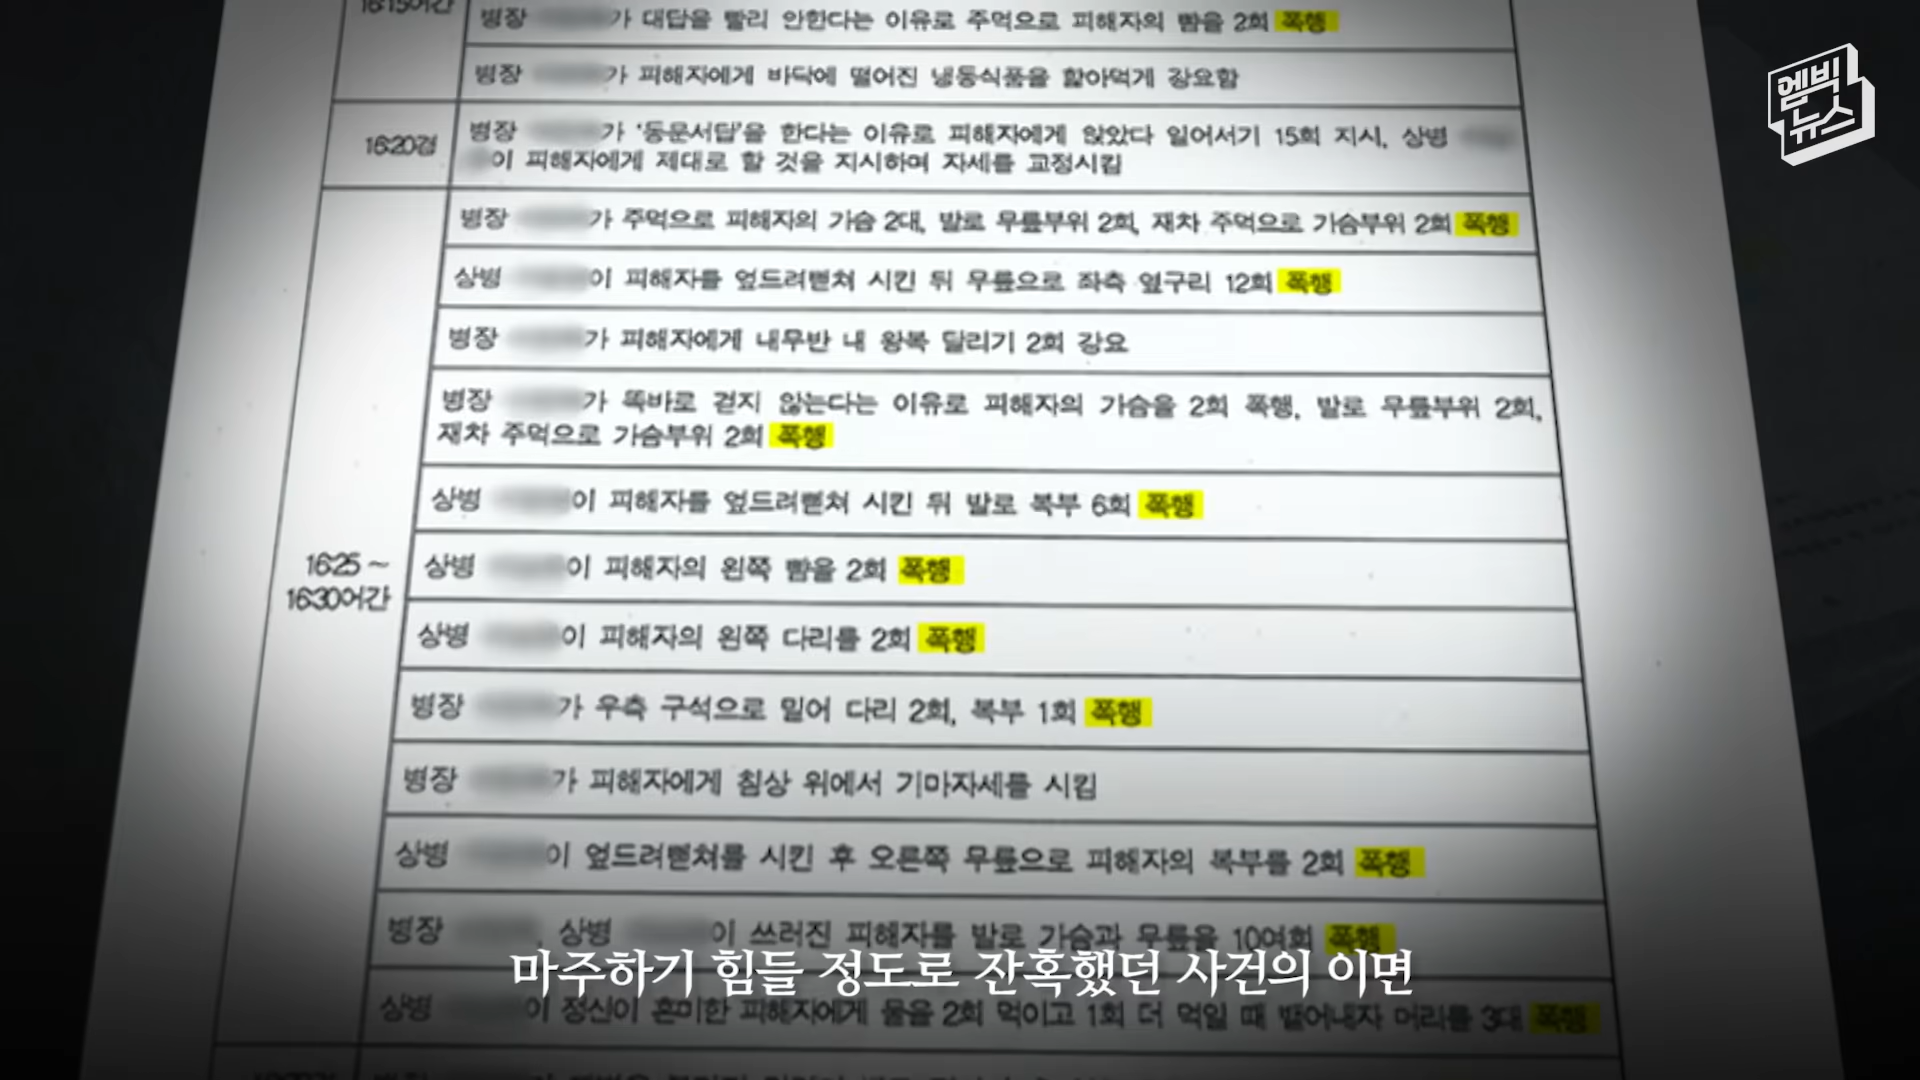 16:15어간
병장 가 대답을 빨리 안한다는 이유로 주먹으로 피해자의 뺨을 2회 폭행
병장 가 피해자에게 바닥에 떨어진 냉동식품을 핥아먹게 강요함
엠빅
뉴스
16:20경
병장 가 '동문서답'을 한다는 이유로 피해자에게 앉았다 일어서기 15회 지시, 상병
이 피해자에게 제대로 할 것을 지시하며 자세를 교정시킴
병장 가 주먹으로 피해자의 가슴 2대, 발로 무릎부위 2회, 재차 주먹으로 가슴부위 2회 폭행
상병 이 피해자를 엎드려뻗쳐 시킨 뒤 무릎으로 좌측 옆구리 12회 폭행
병장 가 피해자에게 내무반 내 왕복 달리기 2회 강요
병장 가 똑바로 걷지 않는다는 이유로 피해자의 가슴을 2회 폭행, 발로 무릎부위 2회,
재차 주먹으로 가슴부위 2회 폭행
상병 이 피해자를 엎드려뻗쳐 시킨 뒤 발로 복부 6회 폭행
16:25 ~
16:30어간
상병 이 피해자의 왼쪽 뺨을 2회 폭행
상병 이 피해자의 왼쪽 다리를 2회 폭행
병장 가 우측 구석으로 밀어 다리 2회, 복부 1회 폭행
병장 가 피해자에게 침상 위에서 기마자세를 시킴
상병 이 엎드려뻗쳐를 시킨 후 오른쪽 무릎으로 피해자의 복부를 2회 폭행
병장 , 상병 이 쓰러진 피해자를 발로 가슴과 무릎을 10여회 폭행
마주하기 힘들 정도로 잔혹했던 사건의 이면
상병 이 정신이 혼미한 피해자에게 물을 2회 먹이고 1회 더 먹일 때 뱉어내자 머리를 3대 폭행